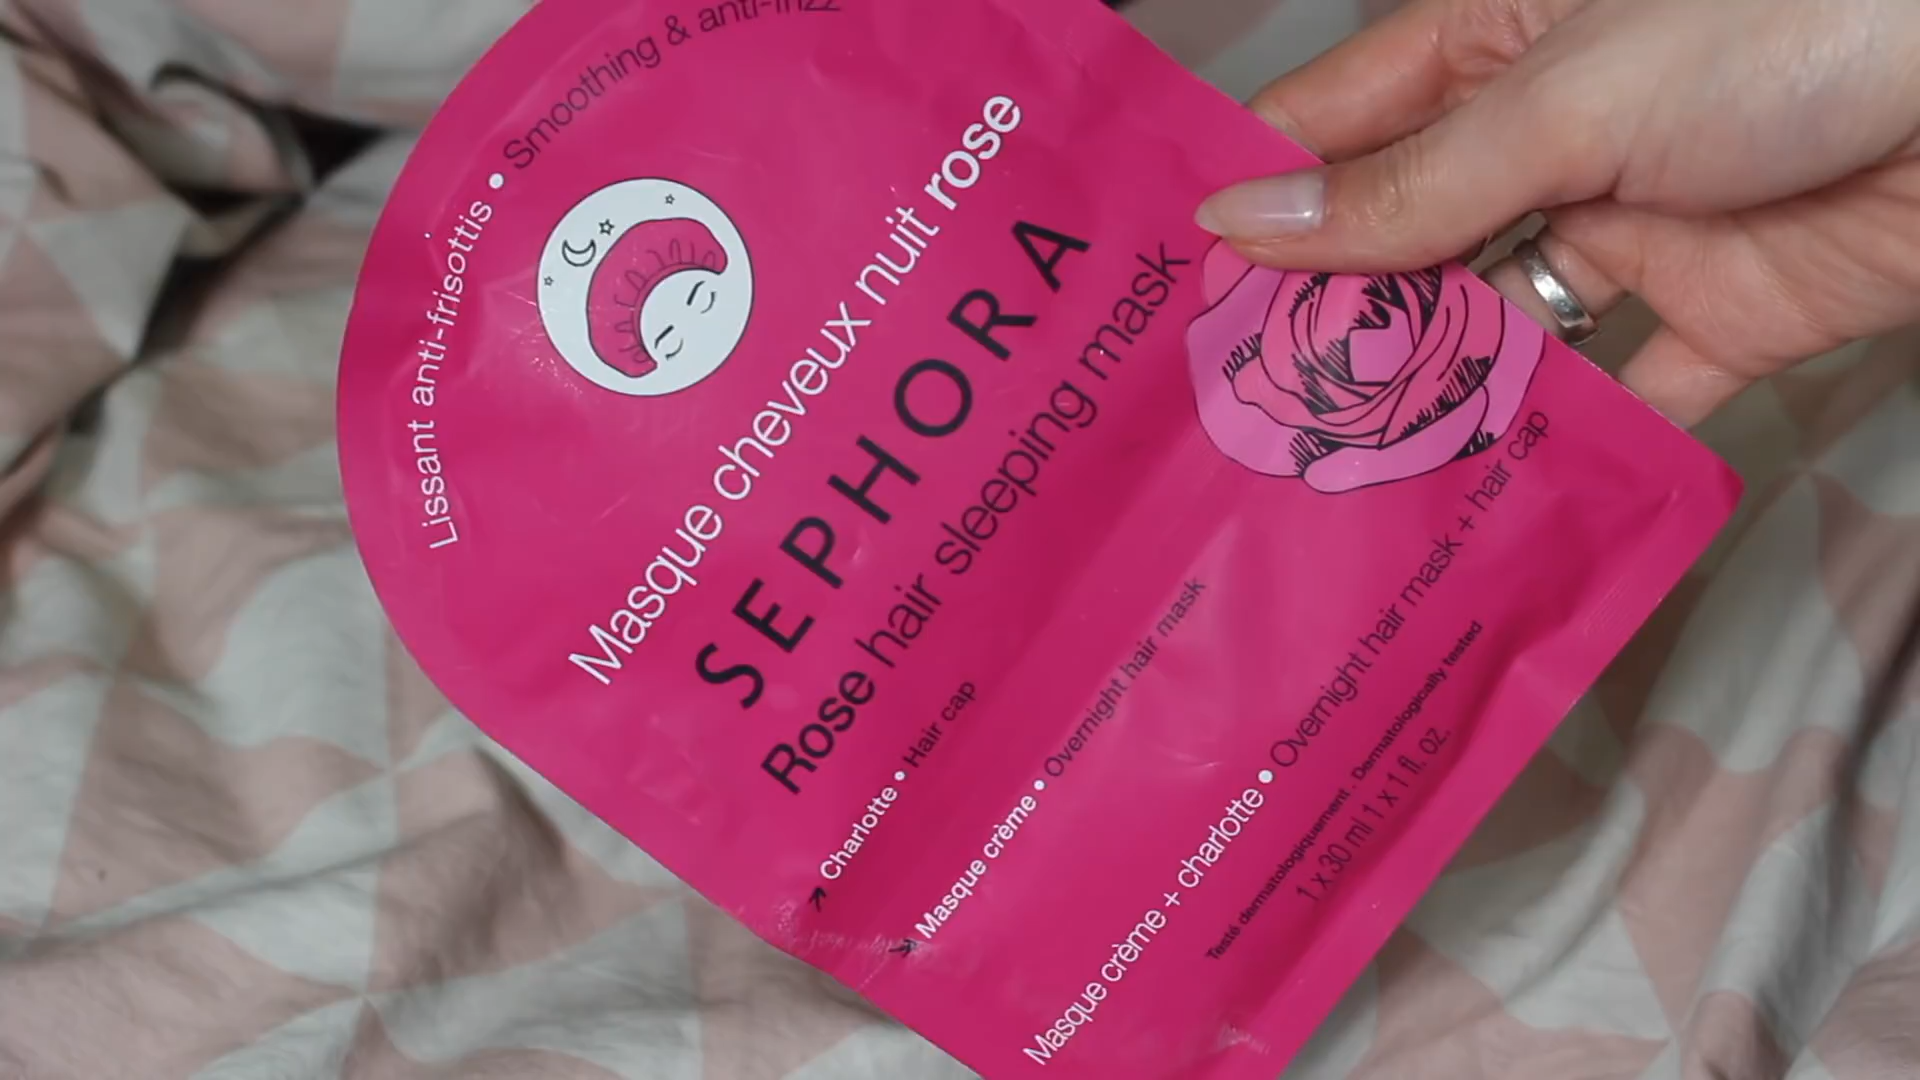 Lissant anti-frisottis • Smoothing & anti-frizz
Masque cheveux nuit rose
SEPHORA
Rose hair sleeping mask
Charlotte • Hair cap
Masque crème • Overnight hair mask
Masque crème + charlotte • Overnight hair mask + hair cap
Testé dermatologiquement . Dermatologically tested
1 x 30 ml 1 x 1 fl. oz.